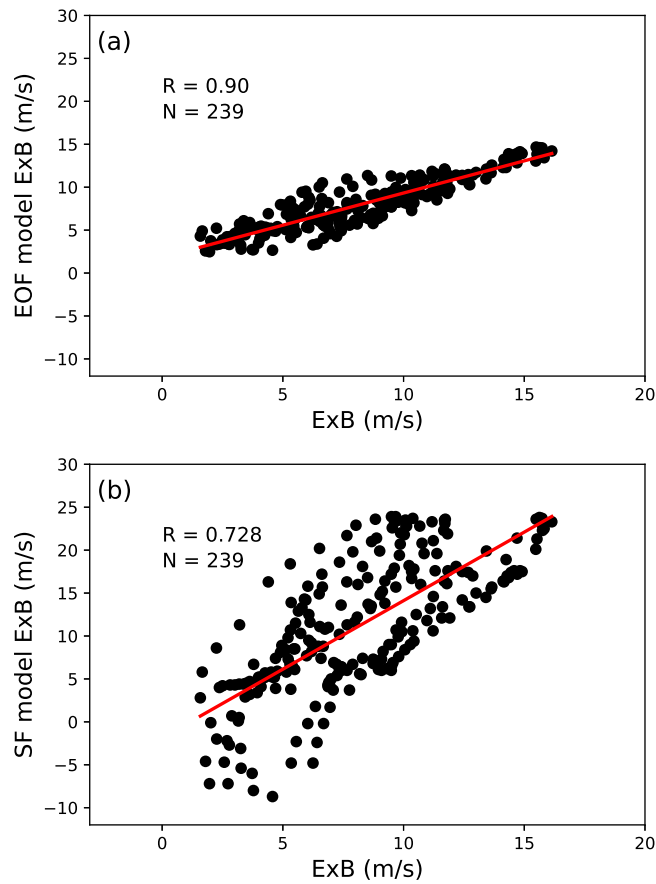 (a)
R = 0.90
N = 239
EOF model ExB (m/s)
30
25
20
15
10
5
0
−5
−10
0 5 10 15 20
ExB (m/s)
(b)
R = 0.728
N = 239
SF model ExB (m/s)
30
25
20
15
10
5
0
−5
−10
0 5 10 15 20
ExB (m/s)